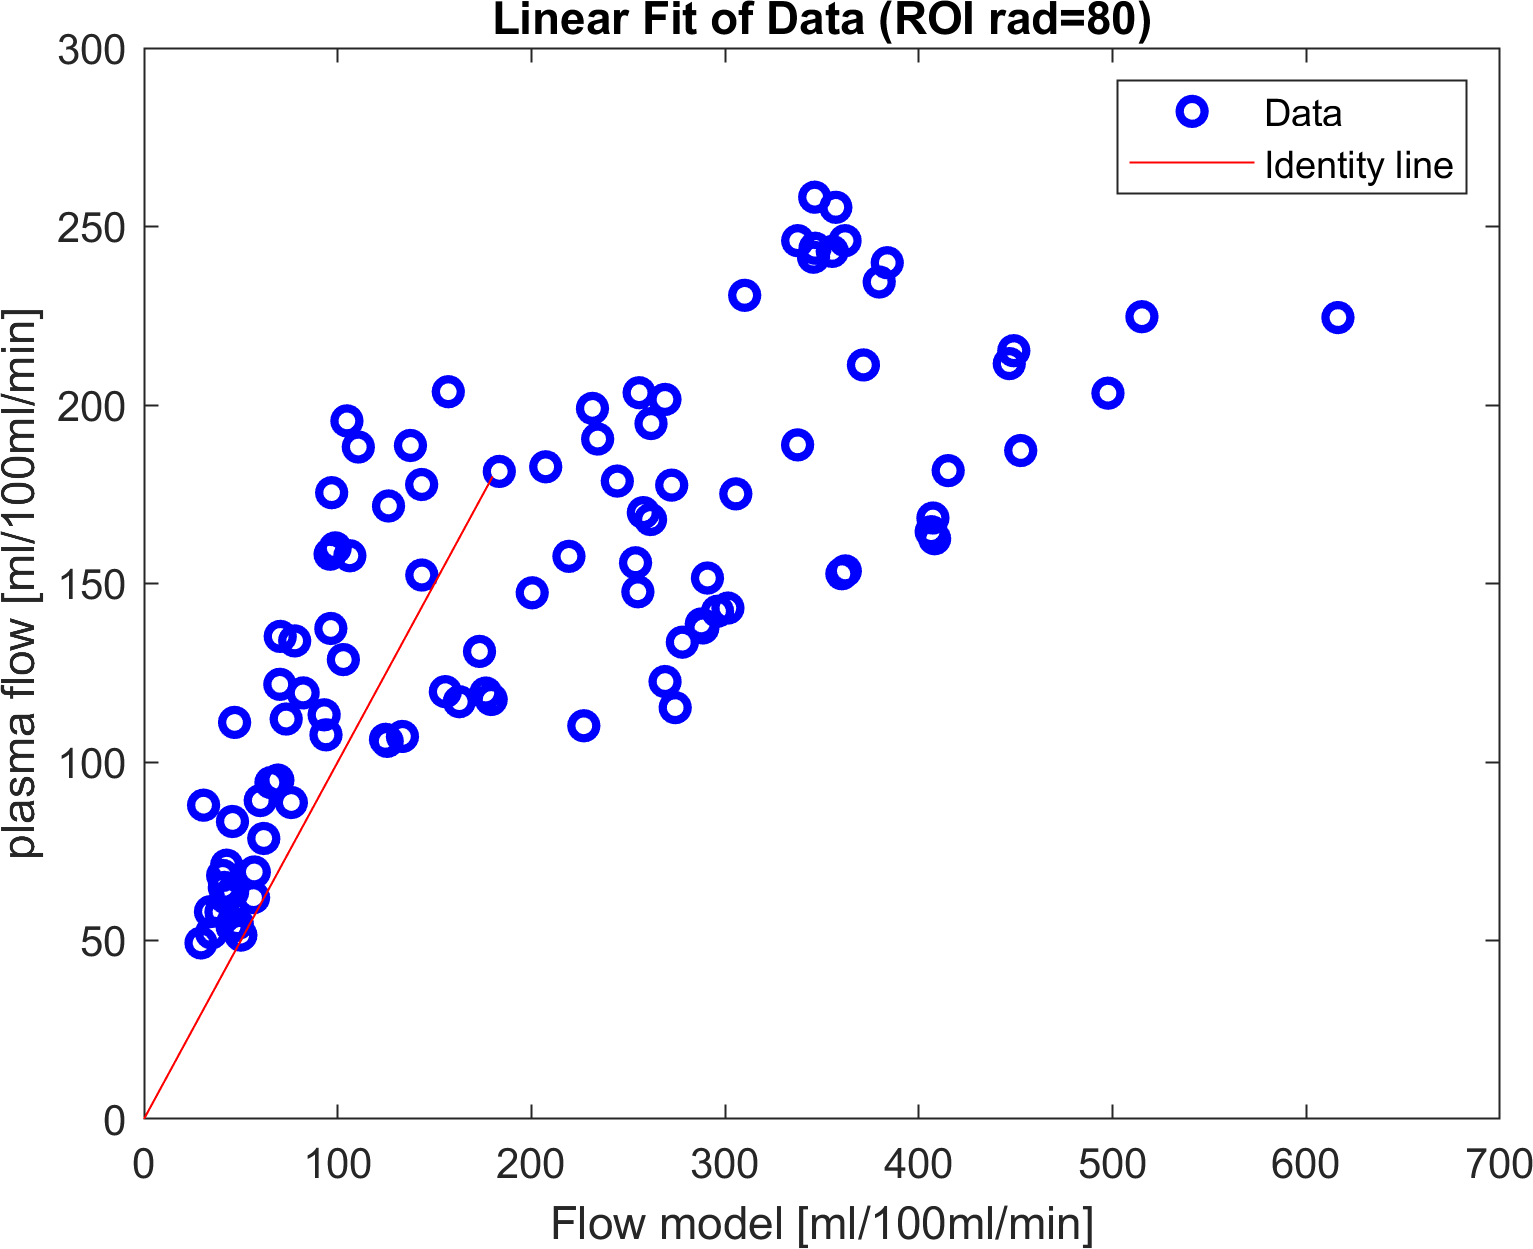 Linear Fit of Data (ROI rad=80)
300
250
200
150
100
50
0
plasma flow [ml/100ml/min]
Data
Identity line
0 100 200 300 400 500 600 700
Flow model [ml/100ml/min]